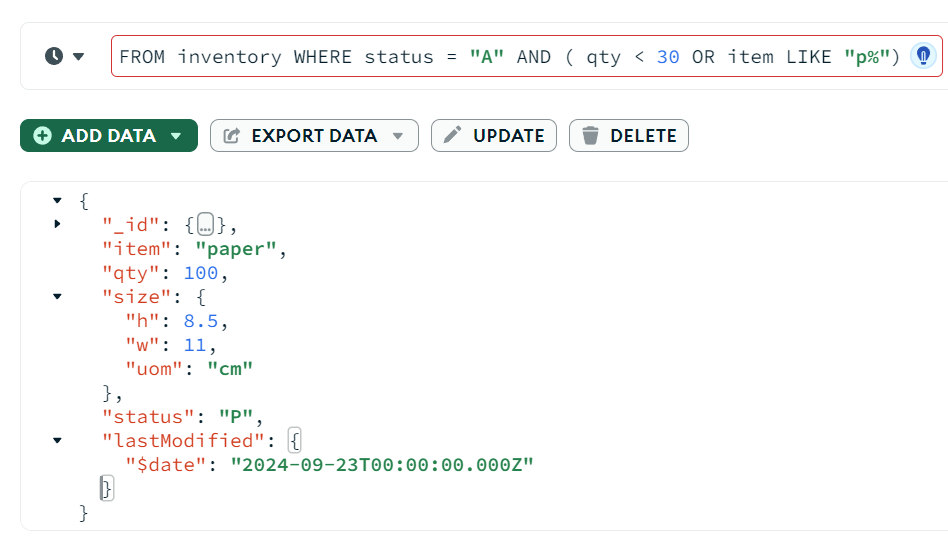 FROM inventory WHERE status = "A" AND ( qty < 30 OR item LIKE "p%")
ADD DATA EXPORT DATA UPDATE DELETE
{
"_id": {…},
"item": "paper",
"qty": 100,
"size": {
"h": 8.5,
"w": 11,
"uom": "cm"
},
"status": "P",
"lastModified": {
"$date": "2024-09-23T00:00:00.000Z"
}
}